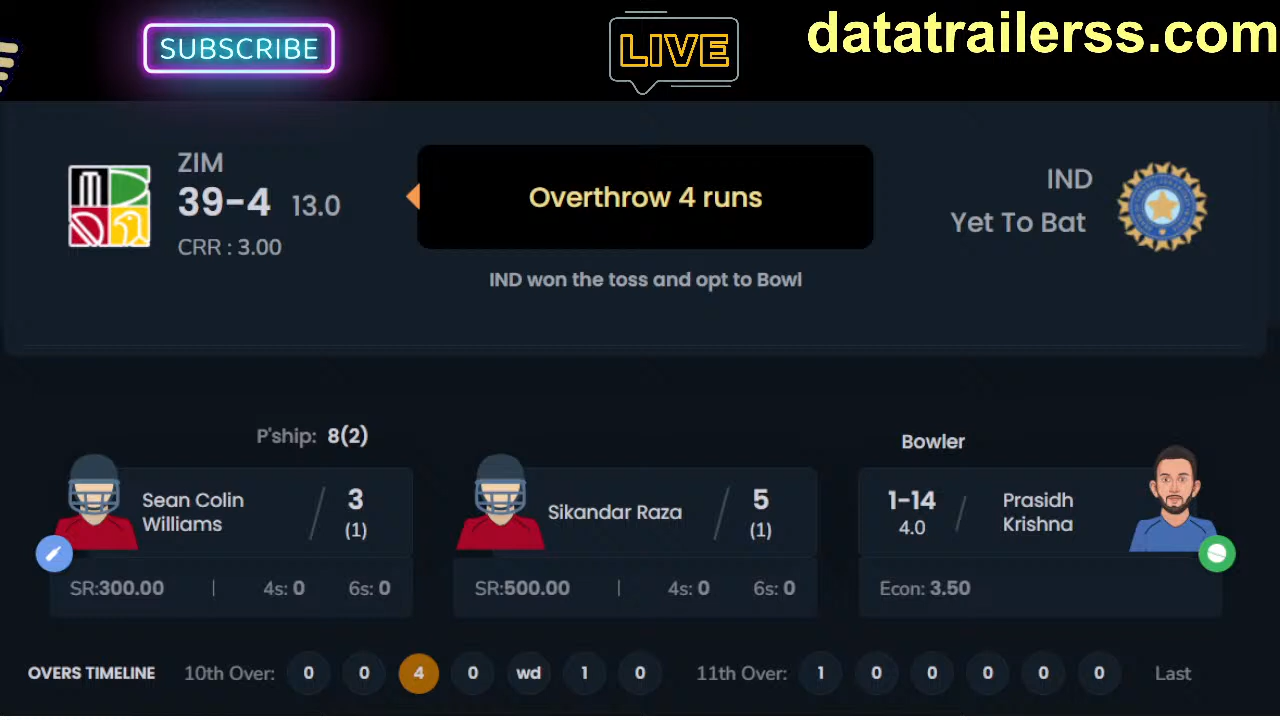 SUBSCRIBE
LIVE
datatrailerss.com
ZIM
39-4 13.0
CRR : 3.00
Overthrow 4 runs
IND won the toss and opt to Bowl
IND
Yet To Bat
P'ship: 8(2)
Sean Colin
Williams
3
(1)
SR:300.00 | 4s: 0 6s: 0
Sikandar Raza
5
(1)
SR:500.00 | 4s: 0 6s: 0
Bowler
1-14
4.0
Prasidh
Krishna
Econ: 3.50
OVERS TIMELINE 10th Over: 0 0 4 0 wd 1 0 11th Over: 1 0 0 0 0 0 Last